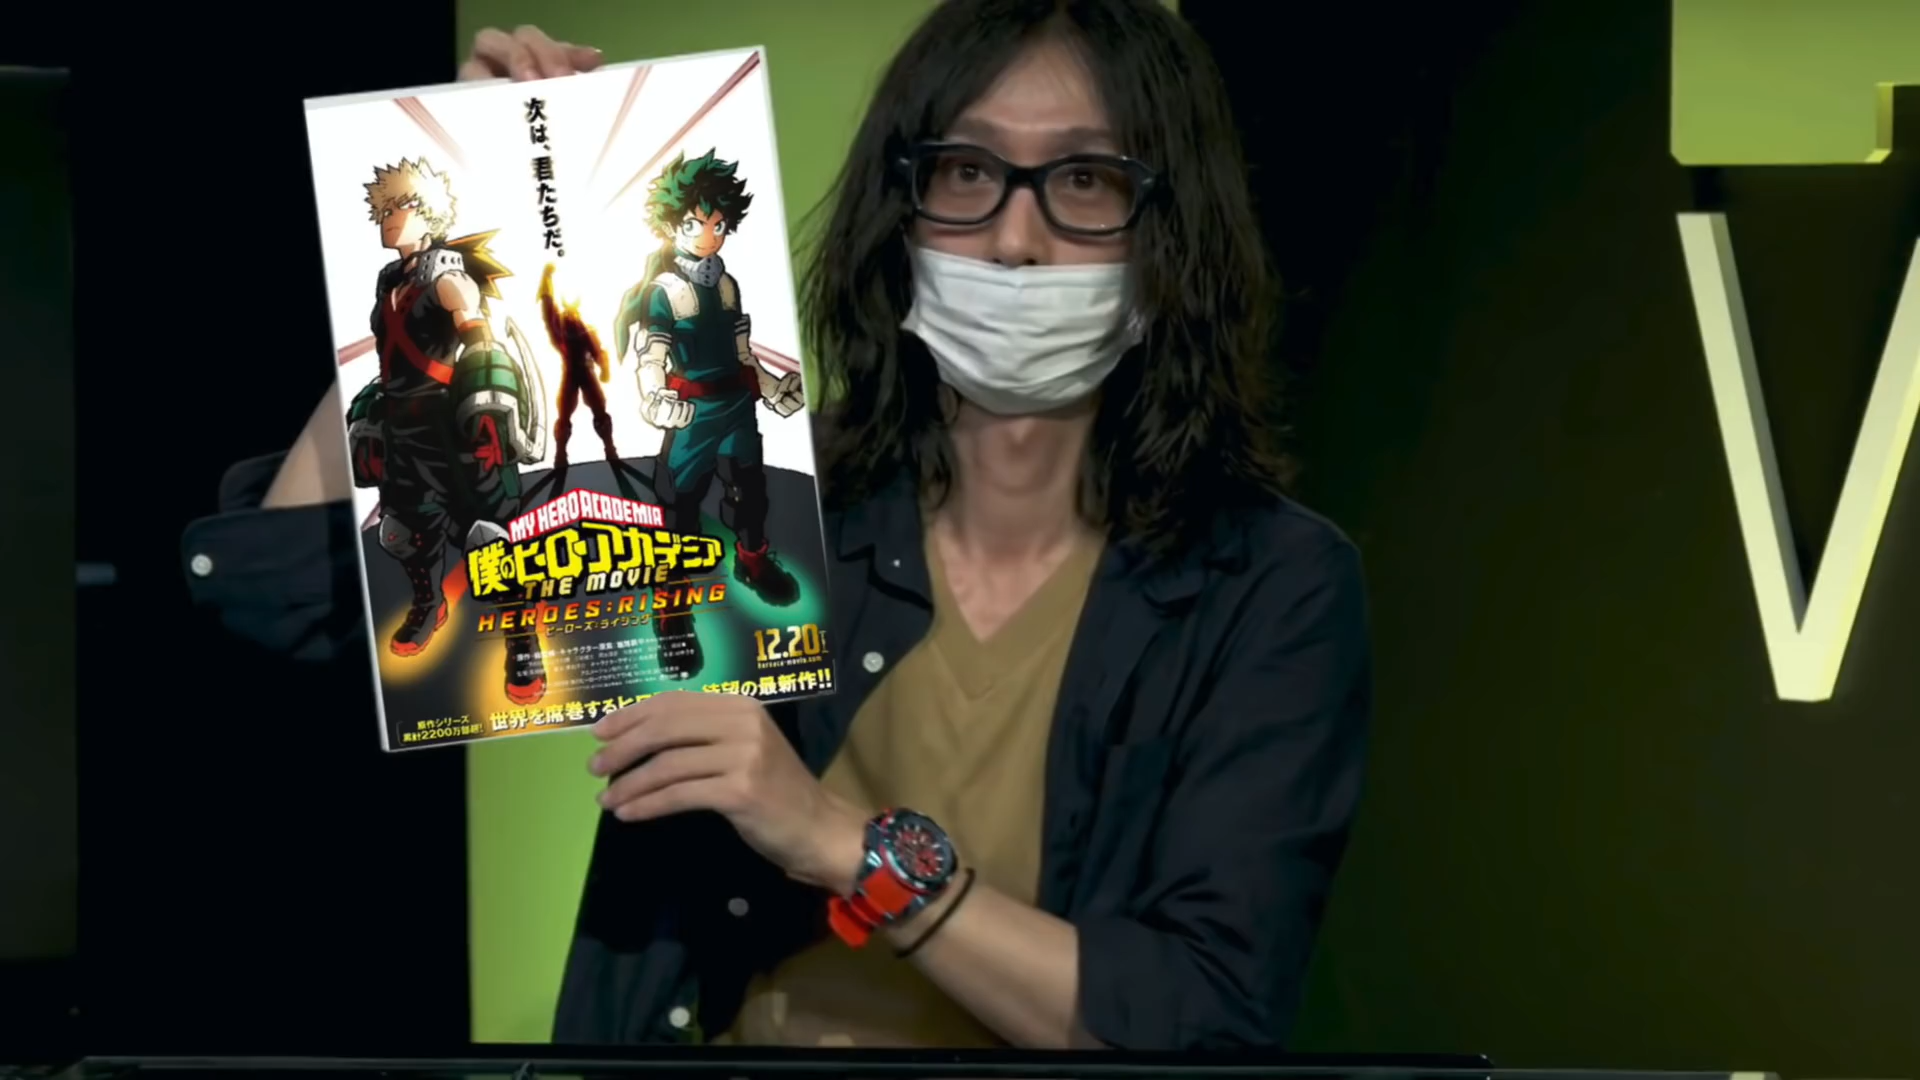 次は、君たちだ。
MY HERO ACADEMIA
僕のヒーローアカデミア
THE MOVIE
HEROES:RISING
ヒーローズ:ライジング
12.20
heroaca-movie.com
原作シリーズ
累計2200万部超!
世界を席巻するヒ
待望の最新作!!
V